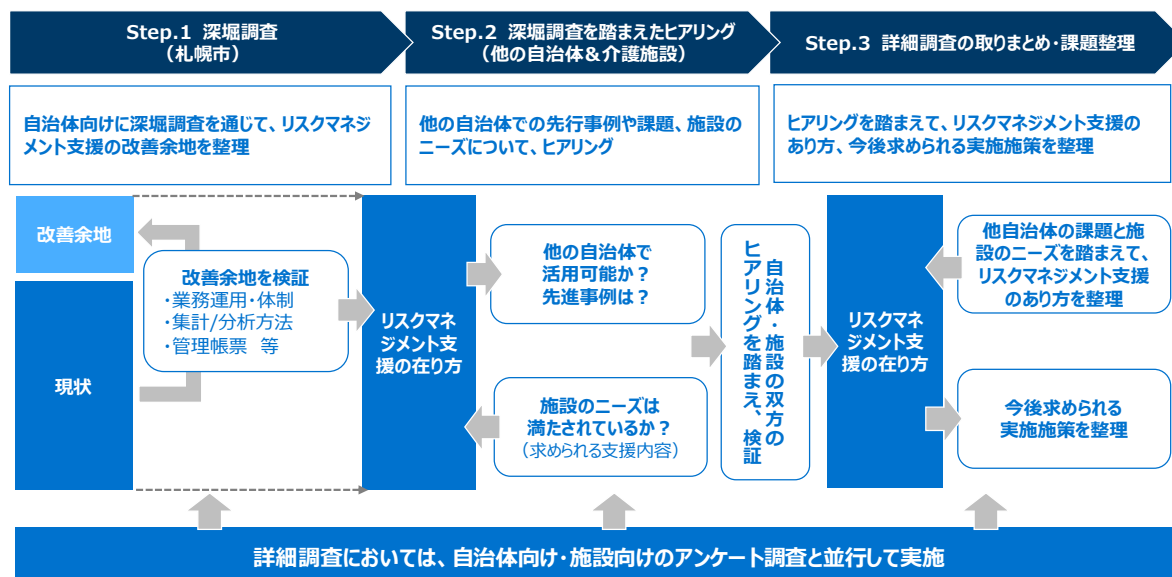 Step.1 深堀調査
（札幌市）
Step.2 深堀調査を踏まえたヒアリング
（他の自治体＆介護施設）
Step.3 詳細調査の取りまとめ・課題整理
自治体向けに深堀調査を通じて、リスクマネジ
メント支援の改善余地を整理
他の自治体での先行事例や課題、施設の
ニーズについて、ヒアリング
ヒアリングを踏まえて、リスクマネジメント支援の
あり方、今後求められる実施施策を整理
改善余地
現状
改善余地を検証
・業務運用・体制
・集計/分析方法
・管理帳票 等
リスクマネ
ジメント支
援の在り方
他の自治体で
活用可能か？
先進事例は？
施設のニーズは
満たされているか？
（求められる支援内容）
自治体・施設の双方の
ヒアリングを踏まえ、検証
リスクマネ
ジメント支
援の在り方
他自治体の課題と施
設のニーズを踏まえて、
リスクマネジメント支援
のあり方を整理
今後求められる
実施施策を整理
詳細調査においては、自治体向け・施設向けのアンケート調査と並行して実施